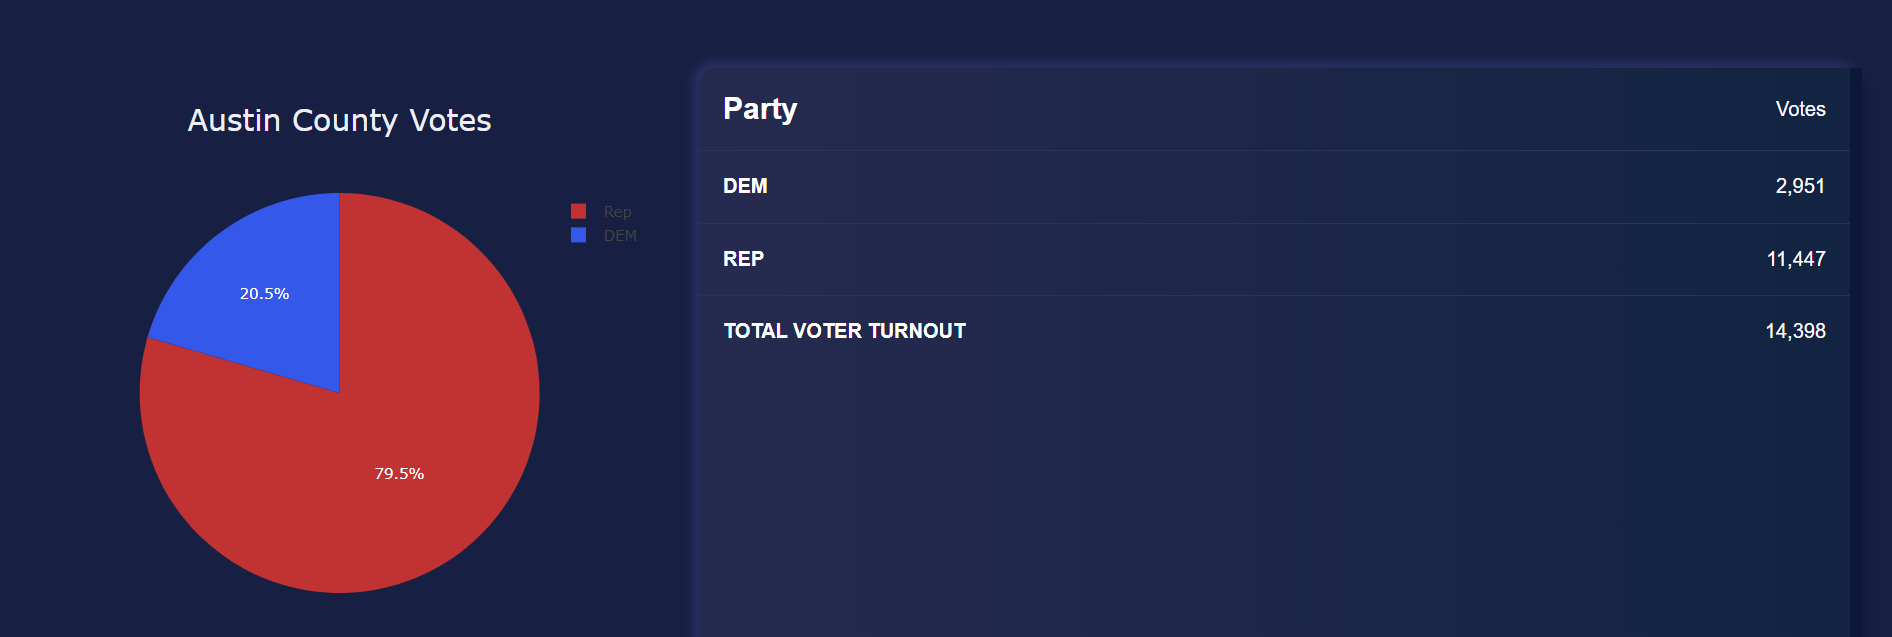 Austin County Votes
Rep
DEM
20.5%
79.5%
Party Votes
DEM 2,951
REP 11,447
TOTAL VOTER TURNOUT 14,398